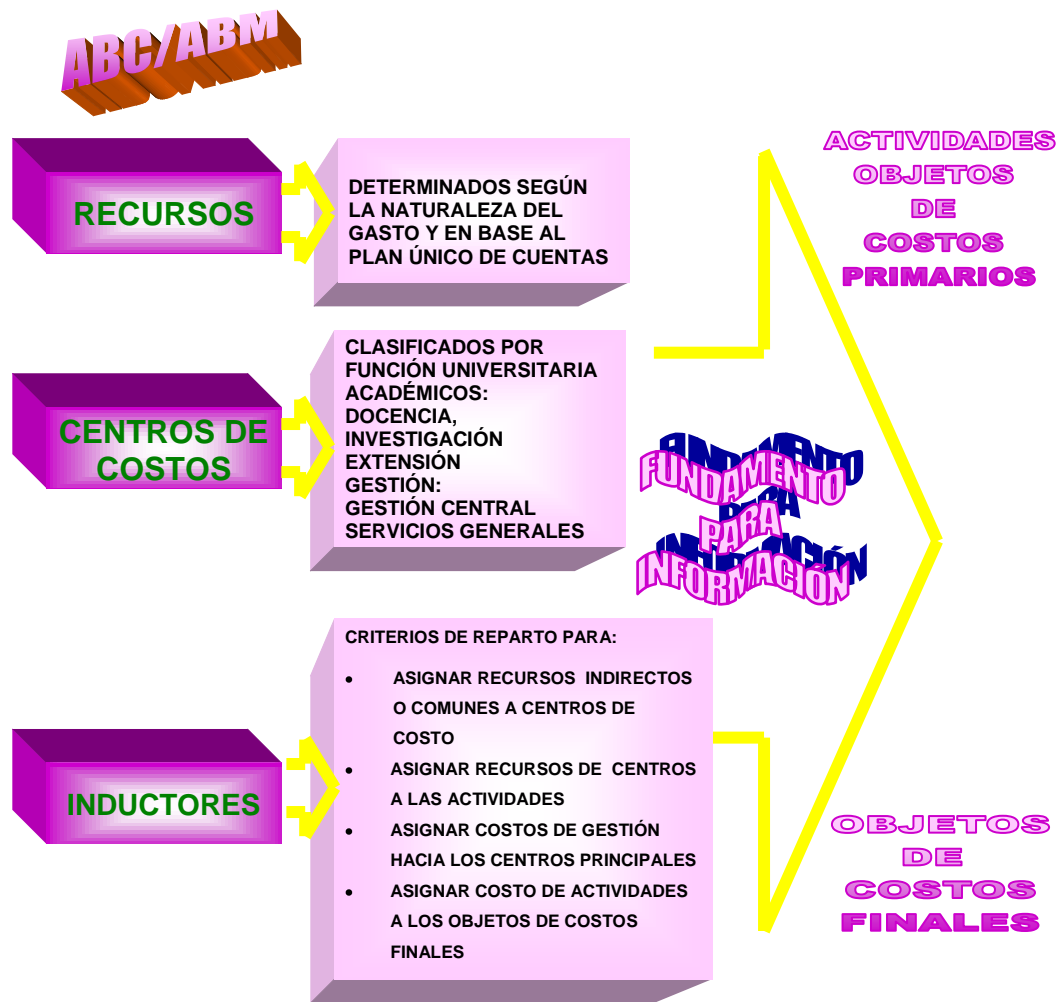 ABC/ABM
RECURSOS
DETERMINADOS SEGÚN
LA NATURALEZA DEL
GASTO Y EN BASE AL
PLAN ÚNICO DE CUENTAS
ACTIVIDADES
OBJETOS
DE
COSTOS
PRIMARIOS
CENTROS DE
COSTOS
CLASIFICADOS POR
FUNCIÓN UNIVERSITARIA
ACADÉMICOS:
DOCENCIA,
INVESTIGACIÓN
EXTENSIÓN
GESTIÓN:
GESTIÓN CENTRAL
SERVICIOS GENERALES
FUNDAMENTO
PARA
INFORMACIÓN
INDUCTORES
CRITERIOS DE REPARTO PARA:
• ASIGNAR RECURSOS INDIRECTOS
O COMUNES A CENTROS DE
COSTO
• ASIGNAR RECURSOS DE CENTROS
A LAS ACTIVIDADES
• ASIGNAR COSTOS DE GESTIÓN
HACIA LOS CENTROS PRINCIPALES
• ASIGNAR COSTO DE ACTIVIDADES
A LOS OBJETOS DE COSTOS
FINALES
OBJETOS
DE
COSTOS
FINALES